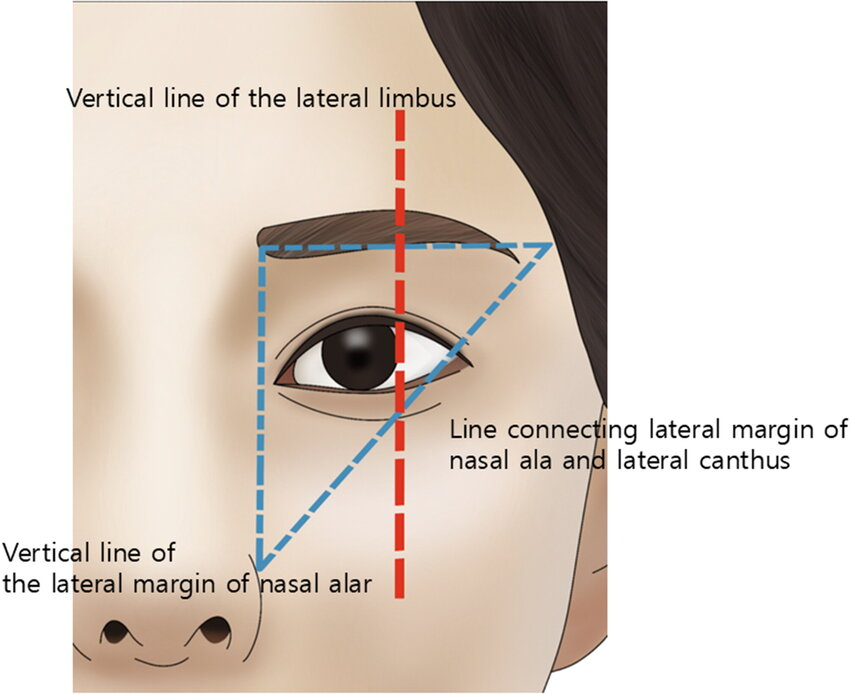 Vertical line of the lateral limbus
Line connecting lateral margin of
nasal ala and lateral canthus
Vertical line of
the lateral margin of nasal alar